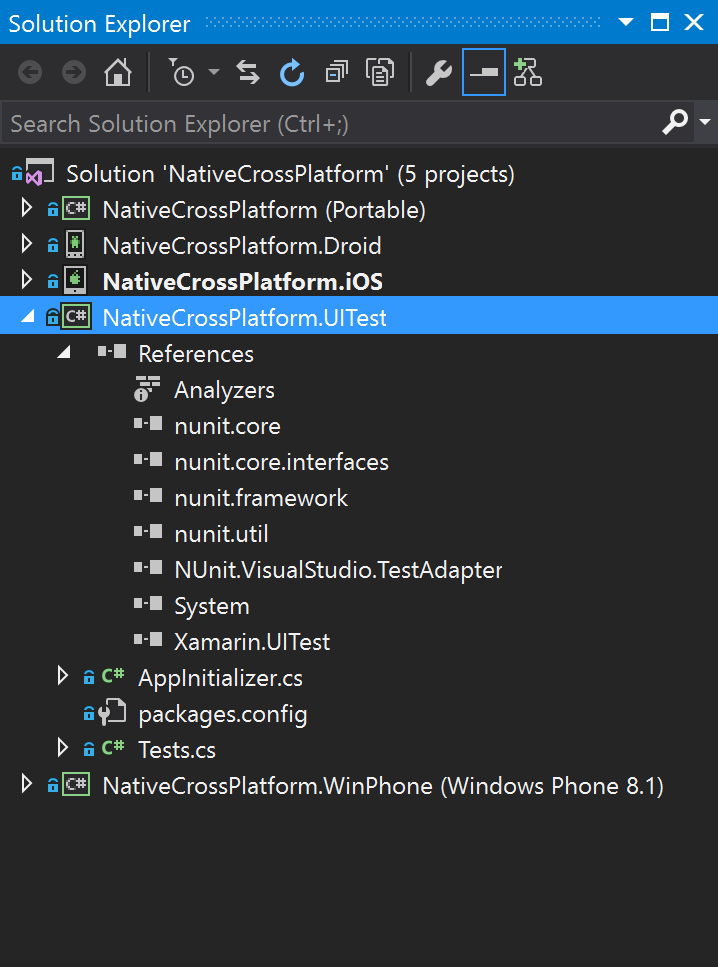 Solution Explorer
Search Solution Explorer (Ctrl+;)
Solution 'NativeCrossPlatform' (5 projects)
C# NativeCrossPlatform (Portable)
NativeCrossPlatform.Droid
NativeCrossPlatform.iOS
C# NativeCrossPlatform.UITest
References
Analyzers
nunit.core
nunit.core.interfaces
nunit.framework
nunit.util
NUnit.VisualStudio.TestAdapter
System
Xamarin.UITest
C# AppInitializer.cs
packages.config
C# Tests.cs
C# NativeCrossPlatform.WinPhone (Windows Phone 8.1)